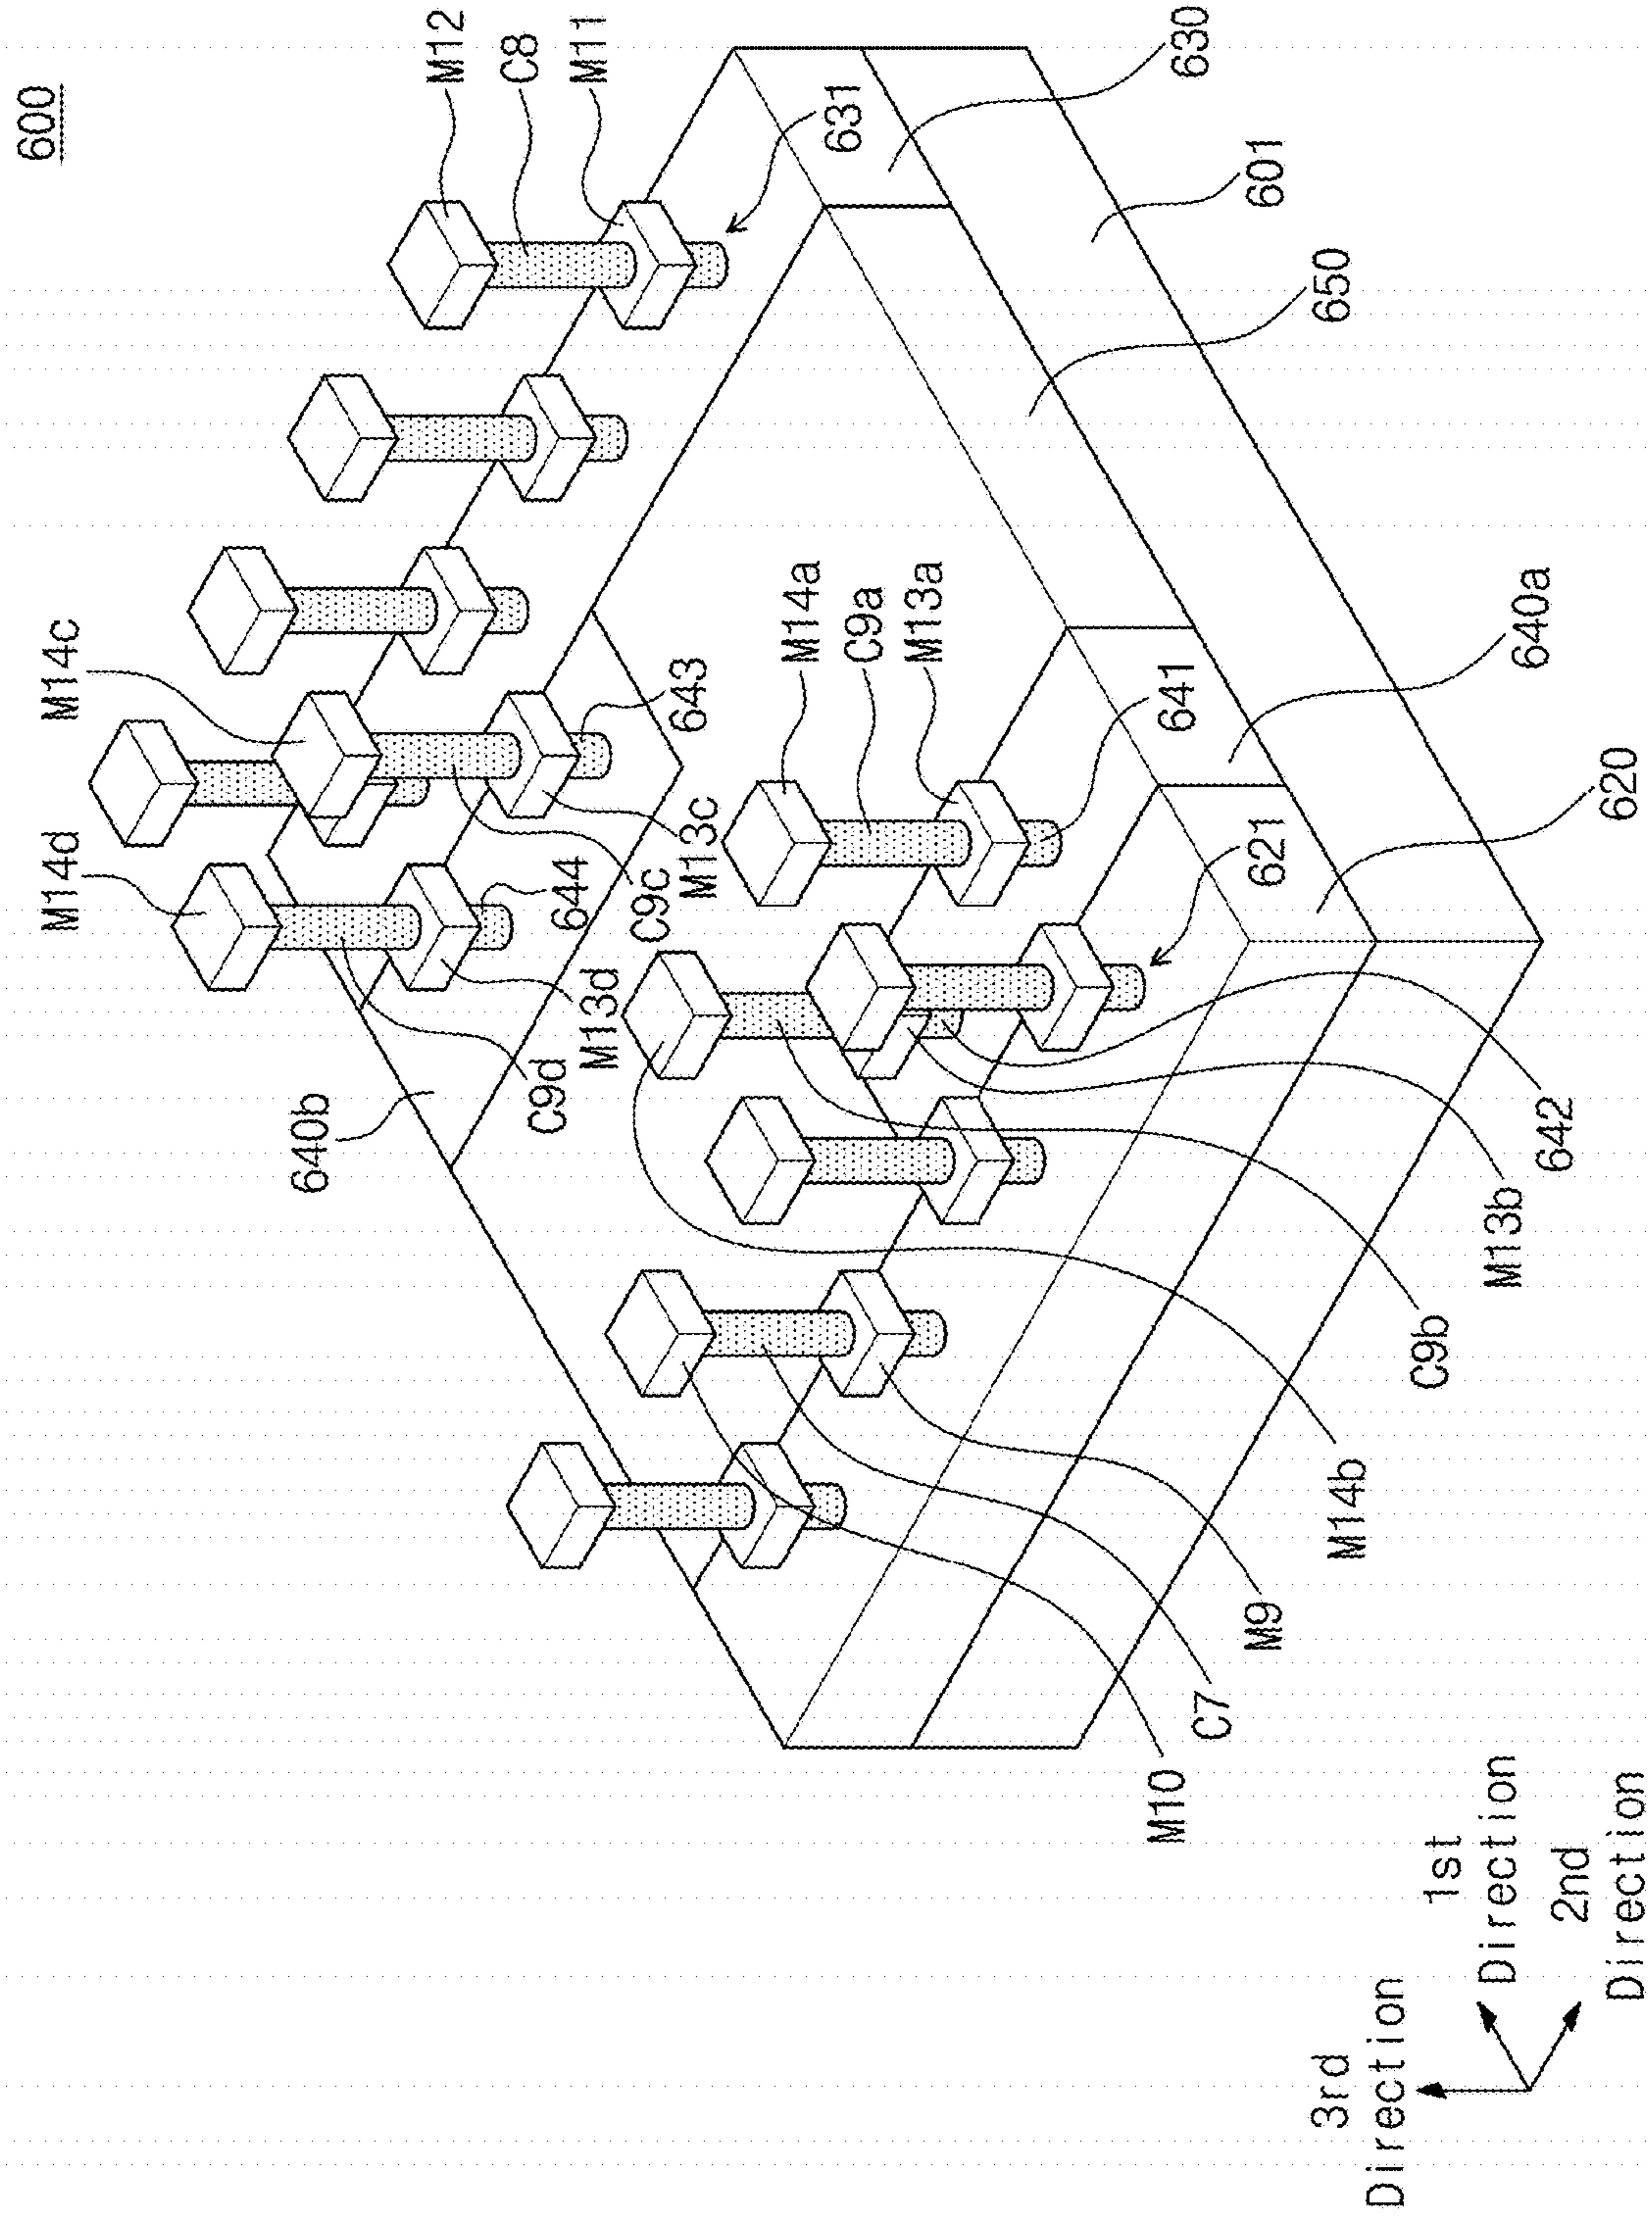 600
M12
C8
M11
631
630
601
650
M14c
M14d
643
M13c
C9c
644
M13d
C9d
640b
M14a
C9a
M13a
641
640a
620
621
642
M13b
C9b
M14b
M9
C7
M10
3rd
Direction
1st
Direction
2nd
Direction